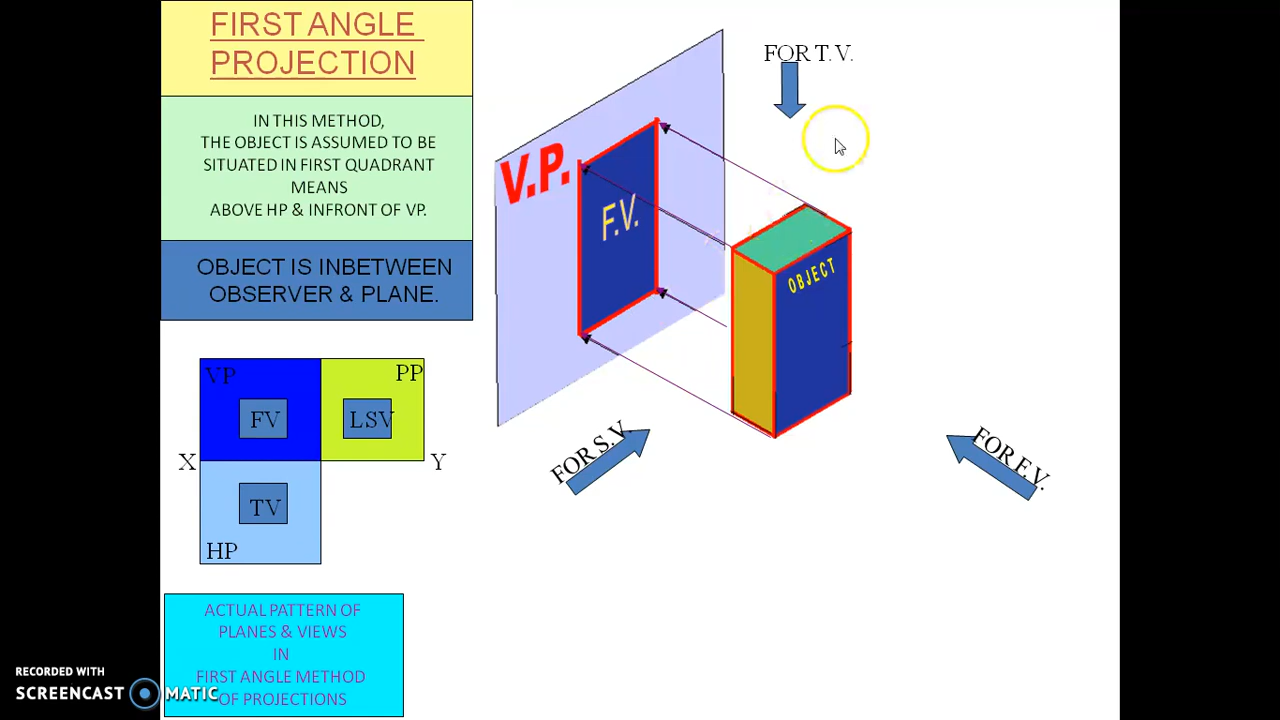 FIRST ANGLE
PROJECTION
IN THIS METHOD,
THE OBJECT IS ASSUMED TO BE
SITUATED IN FIRST QUADRANT
MEANS
ABOVE HP & INFRONT OF VP.
OBJECT IS INBETWEEN
OBSERVER & PLANE.
VP
PP
FV
LSV
X
Y
TV
HP
ACTUAL PATTERN OF
PLANES & VIEWS
IN
FIRST ANGLE METHOD
OF PROJECTIONS
FOR T.V.
V.P.
F.V.
OBJECT
FOR S.V.
FOR F.V.
RECORDED WITH
SCREENCAST MATIC